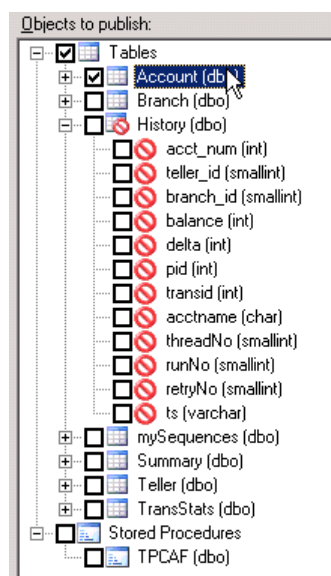 Objects to publish:
Tables
Account (dbo)
Branch (dbo)
History (dbo)
acct_num (int)
teller_id (smallint)
branch_id (smallint)
balance (int)
delta (int)
pid (int)
transid (int)
acctname (char)
threadNo (smallint)
runNo (smallint)
retryNo (smallint)
ts (varchar)
mySequences (dbo)
Summary (dbo)
Teller (dbo)
TransStats (dbo)
Stored Procedures
TPCAF (dbo)